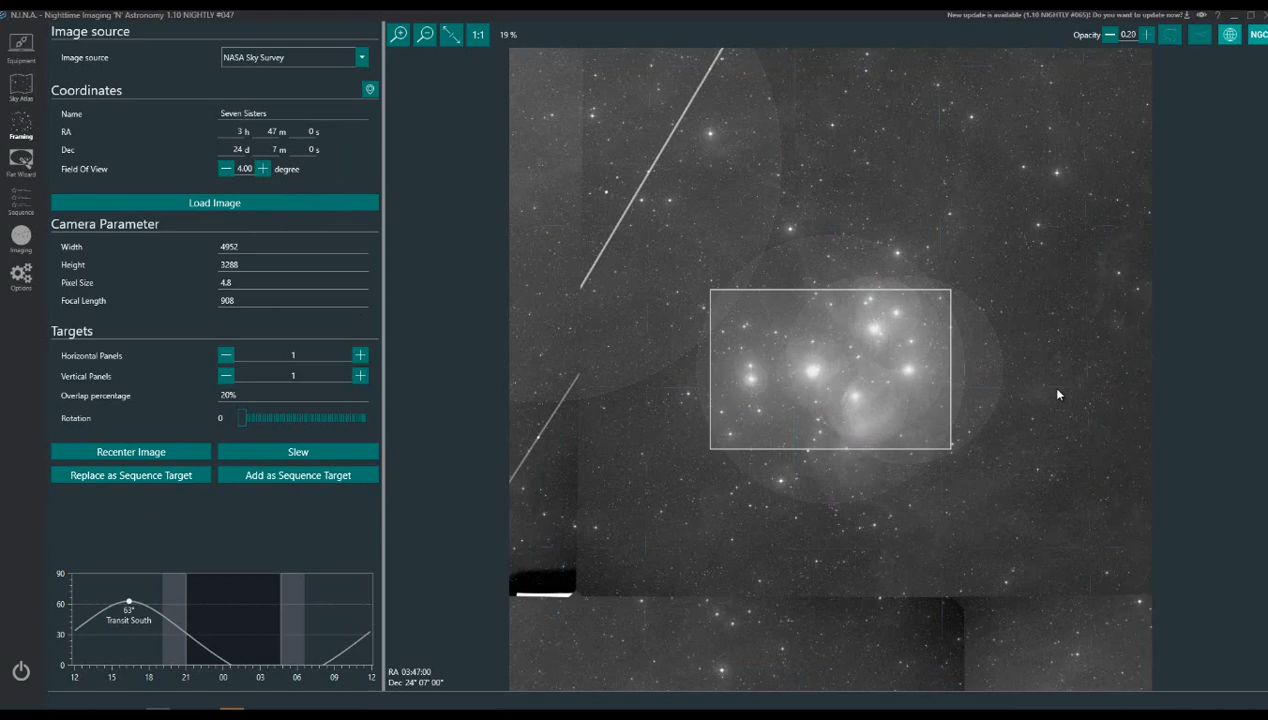 N.I.N.A. - Nighttime Imaging 'N' Astronomy 1.10 NIGHTLY #047
New update is available (1.10 NIGHTLY #065)! Do you want to update now?
Equipment
Sky Atlas
Framing
Flat Wizard
Sequence
Imaging
Options
Image source
Image source NASA Sky Survey
Coordinates
Name Seven Sisters
RA 3 h 47 m 0 s
Dec 24 d 7 m 0 s
Field Of View 4.00 degree
Load Image
Camera Parameter
Width 4952
Height 3288
Pixel Size 4.8
Focal Length 908
Targets
Horizontal Panels 1
Vertical Panels 1
Overlap percentage 20%
Rotation 0
Recenter Image Slew
Replace as Sequence Target Add as Sequence Target
90
60
30
0
63°
Transit South
12 15 18 21 00 03 06 09 12
1:1 19 %
Opacity 0.20 NGC
RA 03:47:00
Dec 24° 07' 00"